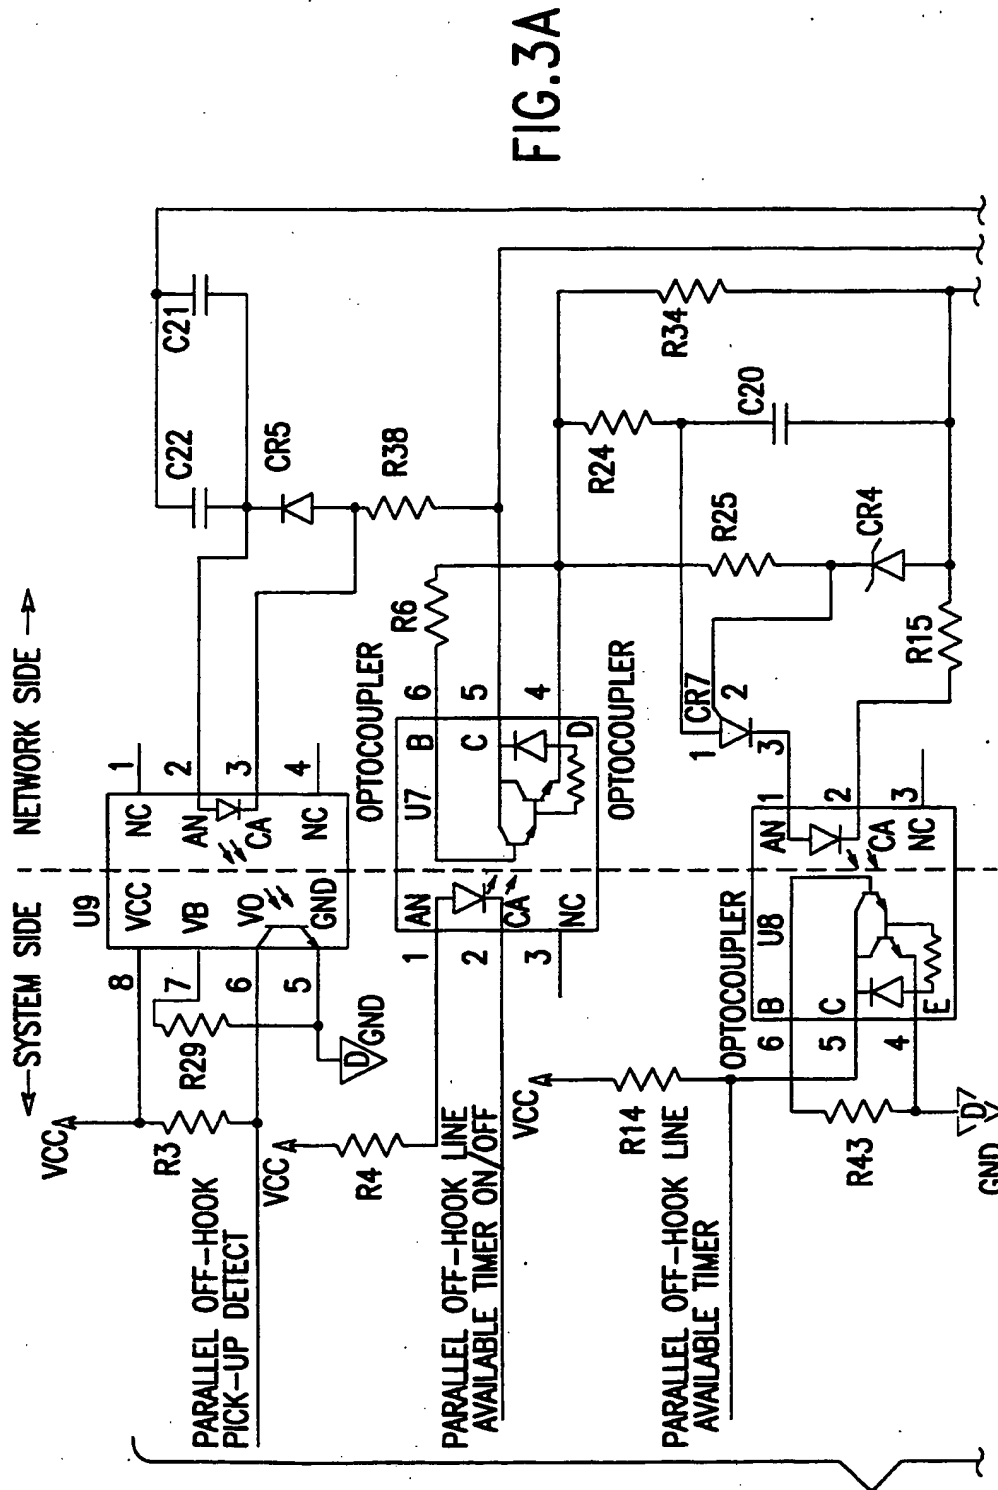 FIG.3A
←SYSTEM SIDE NETWORK SIDE→
VCC
R3
R29
8
7
6
5
U9
VCC
VB
VO
GND
NC
AN
CA
NC
1
2
3
4
C22
C21
CR5
R38
D
GND
PARALLEL OFF-HOOK
PICK-UP DETECT
VCC
R4
OPTOCOUPLER
1
2
3
AN
CA
NC
U7
B
C
D
6
5
4
R6
OPTOCOUPLER
PARALLEL OFF-HOOK LINE
AVAILABLE TIMER ON/OFF
R24
R34
C20
R25
CR4
R15
CR7
1
2
3
VCC
R14
PARALLEL OFF-HOOK LINE
AVAILABLE TIMER
OPTOCOUPLER
6
5
4
U8
B
C
E
AN
CA
NC
1
2
3
R43
D
GND